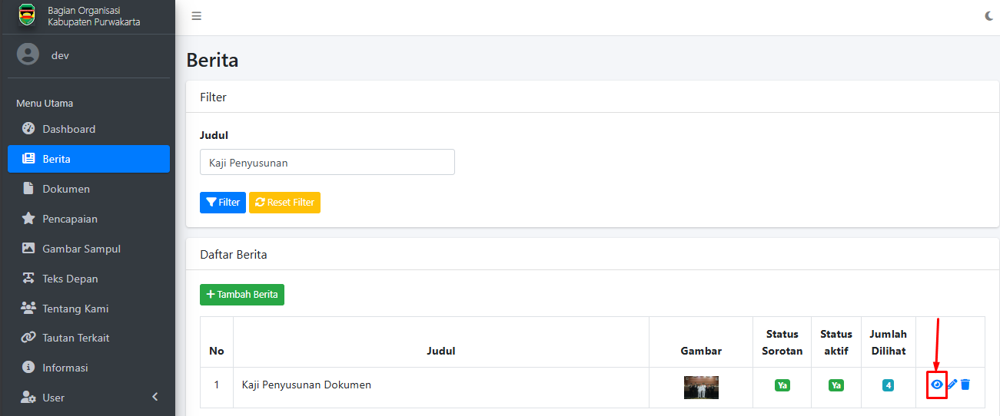 Bagian Organisasi
Kabupaten Purwakarta
dev
Menu Utama
Dashboard
Berita
Dokumen
Pencapaian
Gambar Sampul
Teks Depan
Tentang Kami
Tautan Terkait
Informasi
User
Berita
Filter
Judul
Kaji Penyusunan
Filter Reset Filter
Daftar Berita
+ Tambah Berita
No Judul Gambar Status Sorotan Status aktif Jumlah Dilihat
1 Kaji Penyusunan Dokumen Ya Ya 4